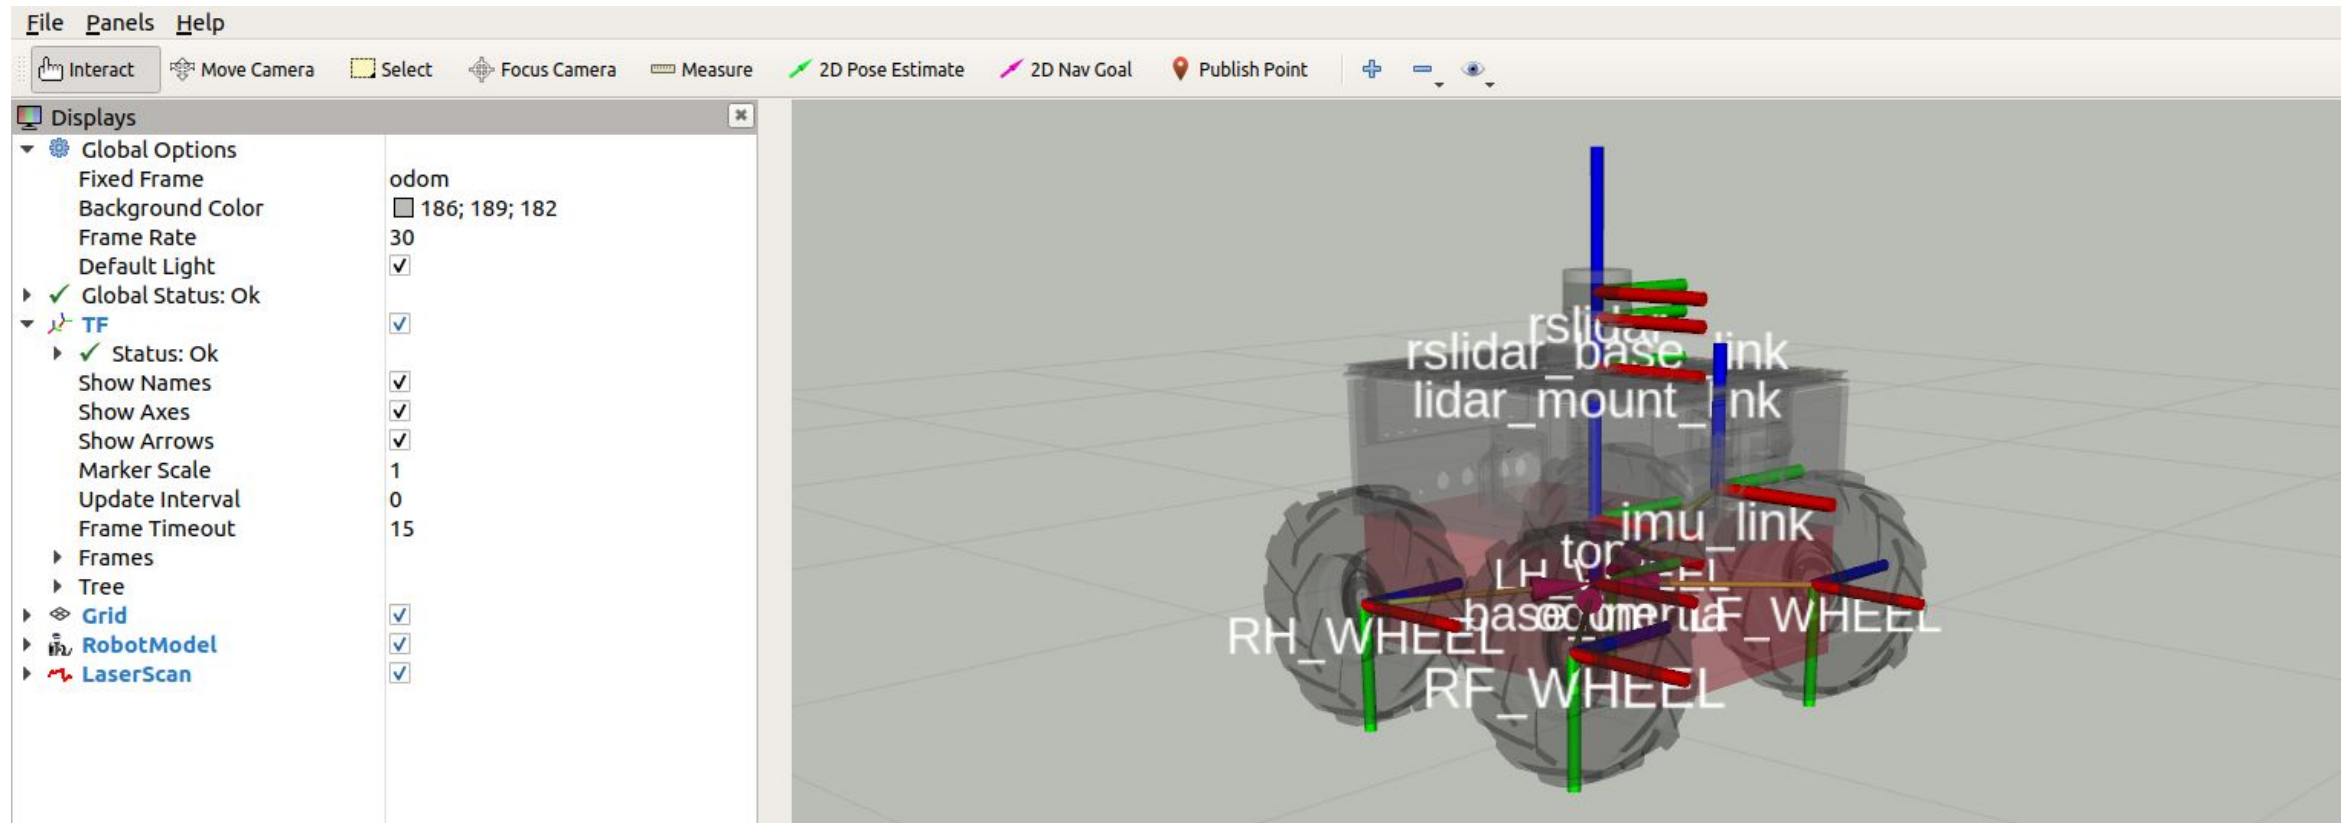 File Panels Help
Interact Move Camera Select Focus Camera Measure 2D Pose Estimate 2D Nav Goal Publish Point
Displays
Global Options
Fixed Frame odom
Background Color 186; 189; 182
Frame Rate 30
Default Light
Global Status: Ok
TF
Status: Ok
Show Names
Show Axes
Show Arrows
Marker Scale 1
Update Interval 0
Frame Timeout 15
Frames
Tree
Grid
RobotModel
LaserScan
rslidar
rslidar_base_link
lidar_mount_link
imu_link
RH_WHEEL
LF_WHEEL
RF_WHEEL